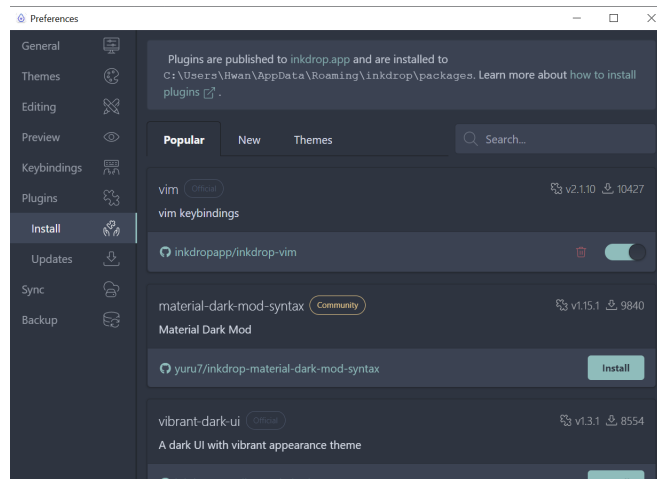 Preferences
General
Themes
Editing
Preview
Keybindings
Plugins
Install
Updates
Sync
Backup
Plugins are published to inkdrop.app and are installed to
C:\Users\Hwan\AppData\Roaming\inkdrop\packages. Learn more about how to install
plugins .
Popular New Themes Search...
vim Official v2.1.10 10427
vim keybindings
inkdropapp/inkdrop-vim
material-dark-mod-syntax Community v1.15.1 9840
Material Dark Mod
yuru7/inkdrop-material-dark-mod-syntax Install
vibrant-dark-ui Official v1.3.1 8554
A dark UI with vibrant appearance theme